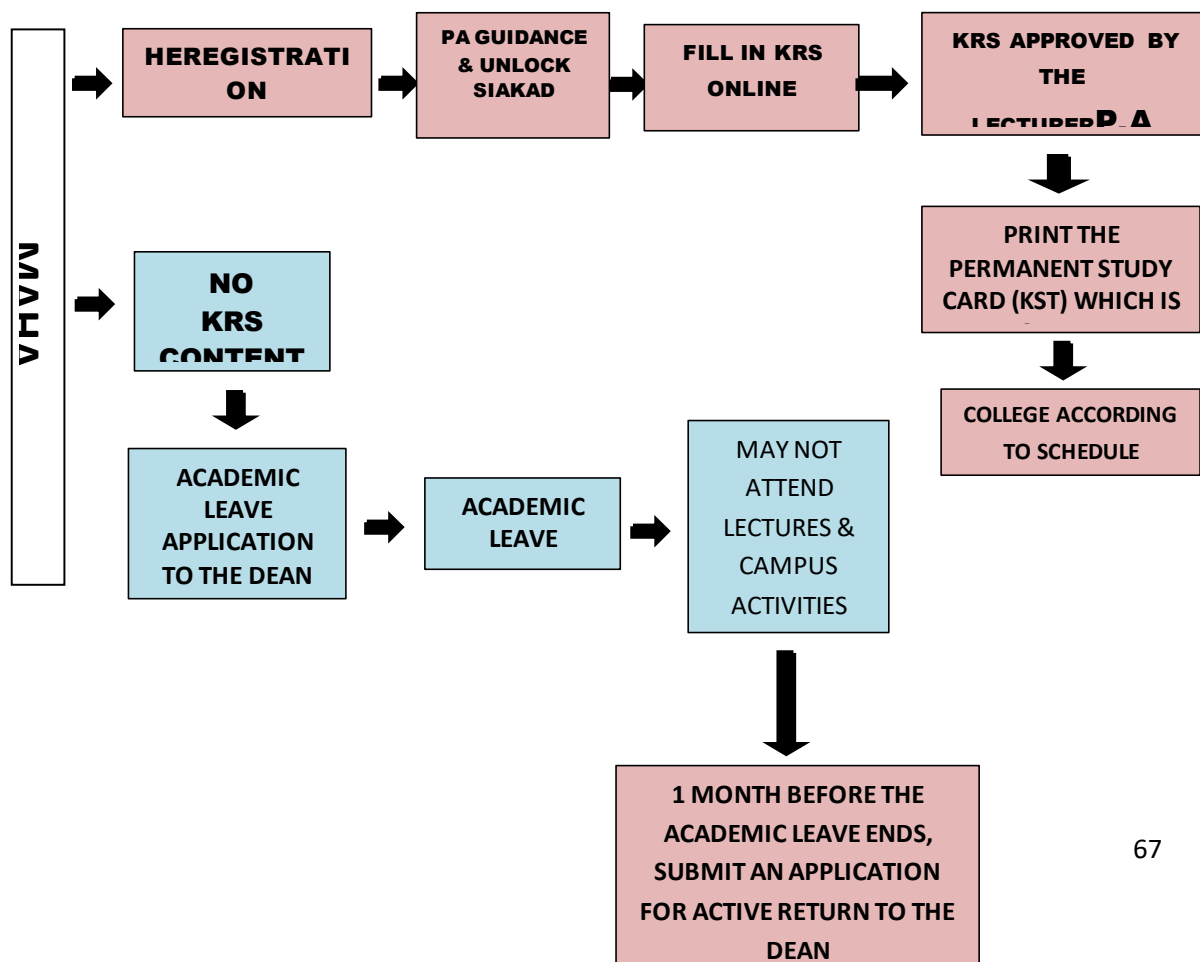 HEREGISTRATI
ON
PA GUIDANCE
& UNLOCK
SIAKAD
FILL IN KRS
ONLINE
KRS APPROVED BY
THE
LECTURER P.A
MAHA
NO
KRS
CONTENT
PRINT THE
PERMANENT STUDY
CARD (KST) WHICH IS
COLLEGE ACCORDING
TO SCHEDULE
ACADEMIC
LEAVE
APPLICATION
TO THE DEAN
ACADEMIC
LEAVE
MAY NOT
ATTEND
LECTURES &
CAMPUS
ACTIVITIES
1 MONTH BEFORE THE
ACADEMIC LEAVE ENDS,
SUBMIT AN APPLICATION
FOR ACTIVE RETURN TO THE
DEAN
67